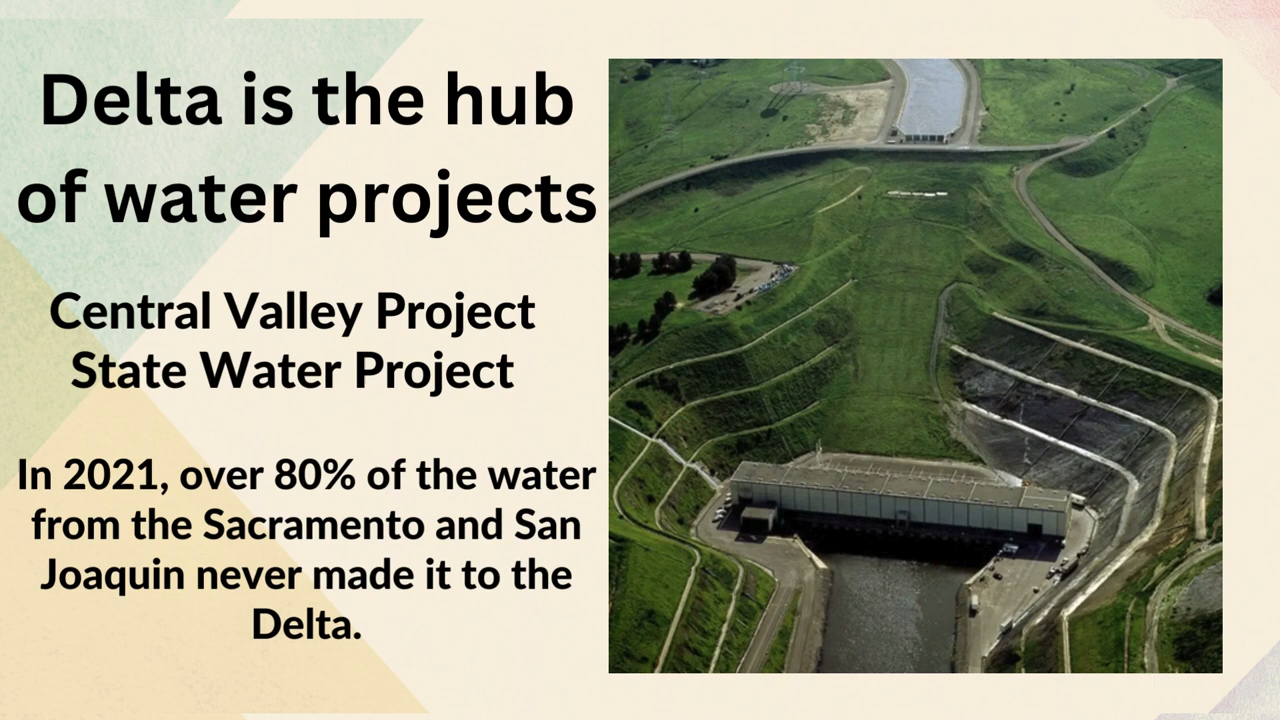 Delta is the hub
of water projects
Central Valley Project
State Water Project
In 2021, over 80% of the water
from the Sacramento and San
Joaquin never made it to the
Delta.